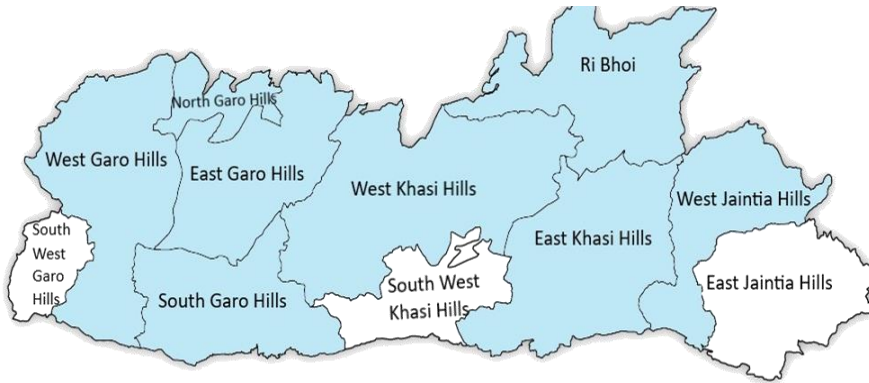 Ri Bhoi
North Garo Hills
West Garo Hills
East Garo Hills
West Khasi Hills
West Jaintia Hills
South
West
Garo
Hills
East Khasi Hills
South Garo Hills
South West
Khasi Hills
East Jaintia Hills